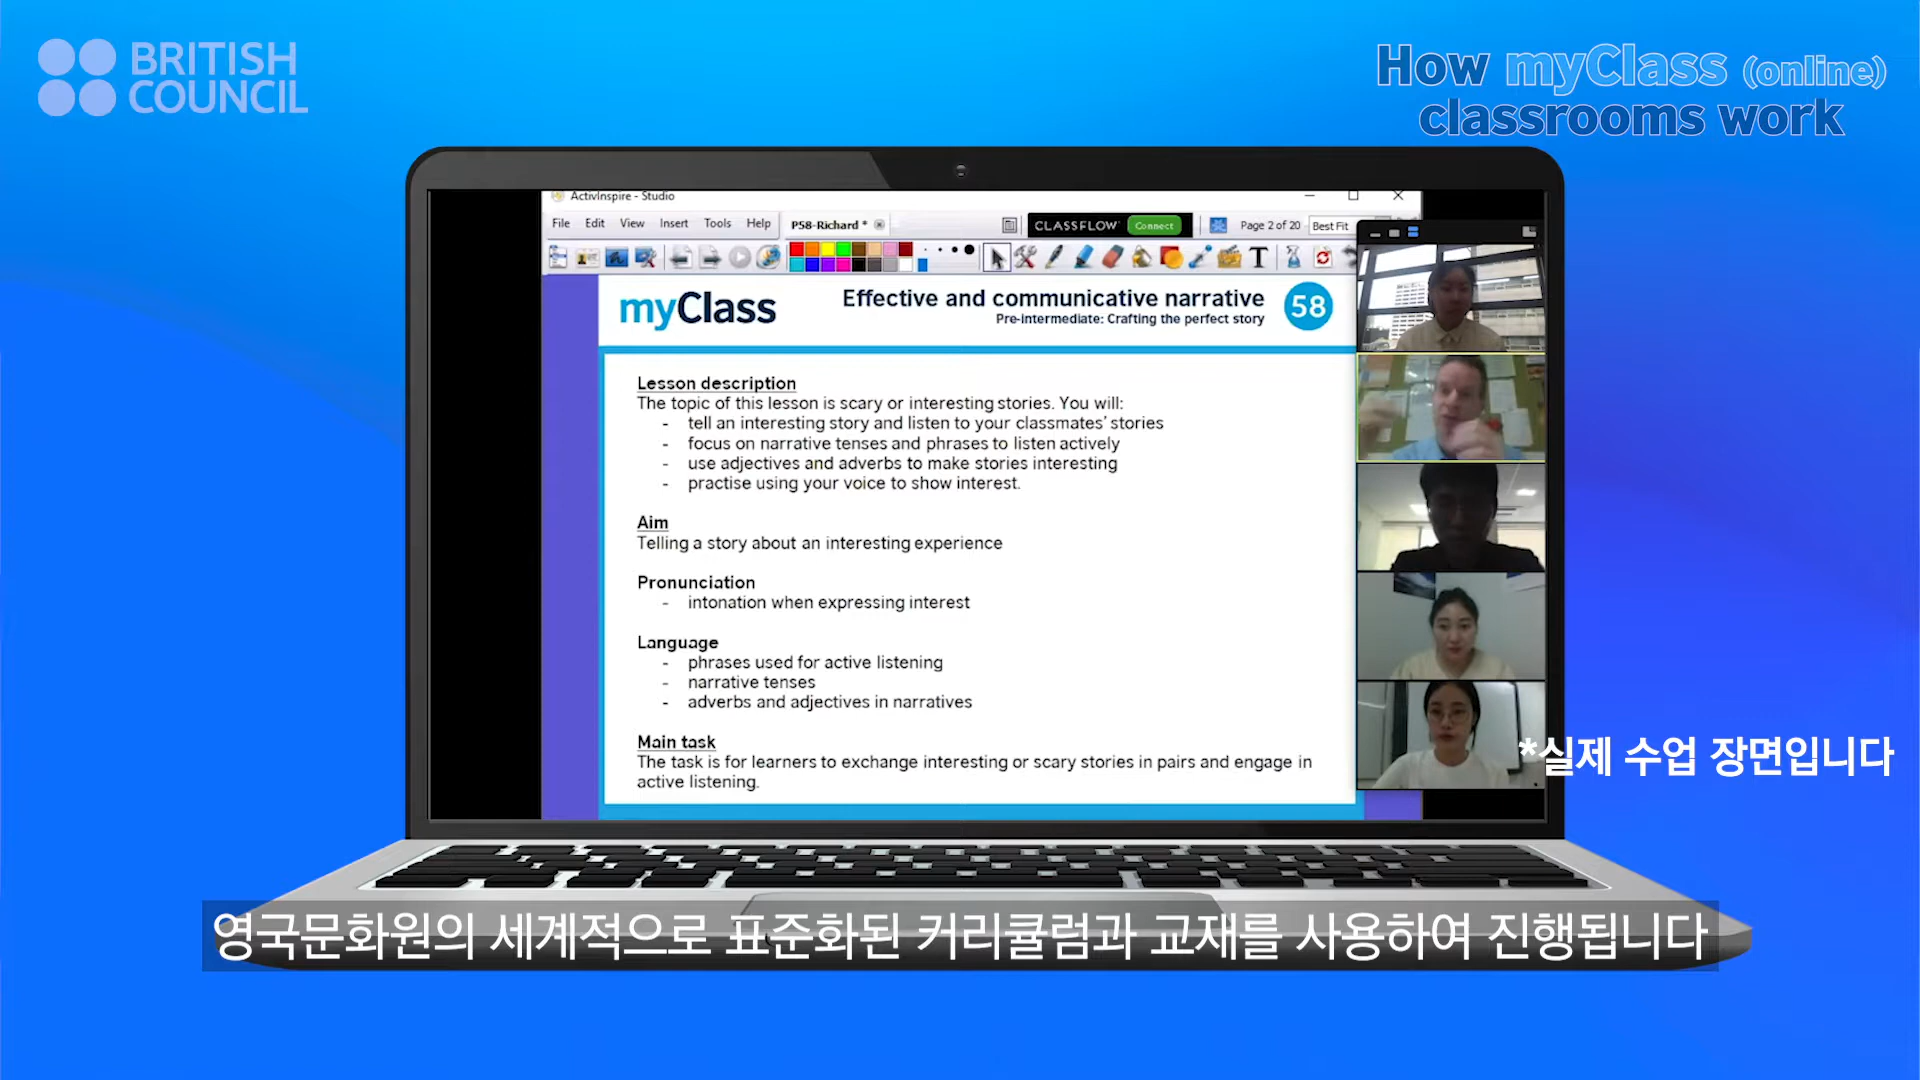 BRITISH
COUNCIL
How myClass (online)
classrooms work
ActivInspire - Studio
File Edit View Insert Tools Help
P58-Richard *
CLASSFLOW Connect
Page 2 of 20
Best Fit
myClass
Effective and communicative narrative
Pre-intermediate: Crafting the perfect story
58
Lesson description
The topic of this lesson is scary or interesting stories. You will:
- tell an interesting story and listen to your classmates' stories
- focus on narrative tenses and phrases to listen actively
- use adjectives and adverbs to make stories interesting
- practise using your voice to show interest.
Aim
Telling a story about an interesting experience
Pronunciation
- intonation when expressing interest
Language
- phrases used for active listening
- narrative tenses
- adverbs and adjectives in narratives
Main task
The task is for learners to exchange interesting or scary stories in pairs and engage in
active listening.
*실제 수업 장면입니다
영국문화원의 세계적으로 표준화된 커리큘럼과 교재를 사용하여 진행됩니다